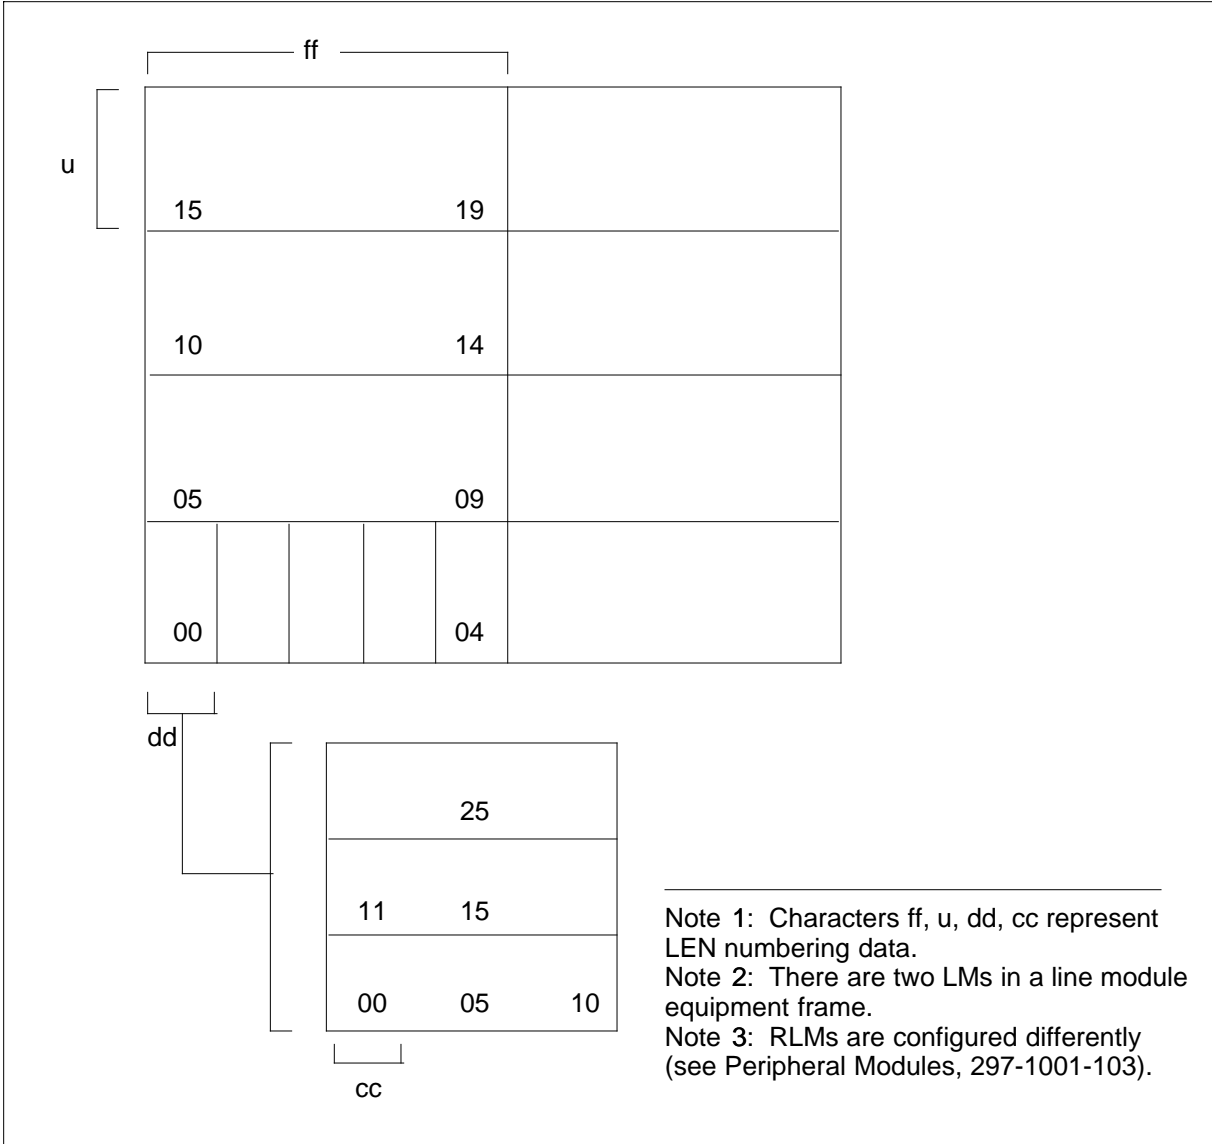 ff
u
15 19
10 14
05 09
00 04
dd
25
11 15
00 05 10
cc
Note 1: Characters ff, u, dd, cc represent
LEN numbering data.
Note 2: There are two LMs in a line module
equipment frame.
Note 3: RLMs are configured differently
(see Peripheral Modules, 297-1001-103).